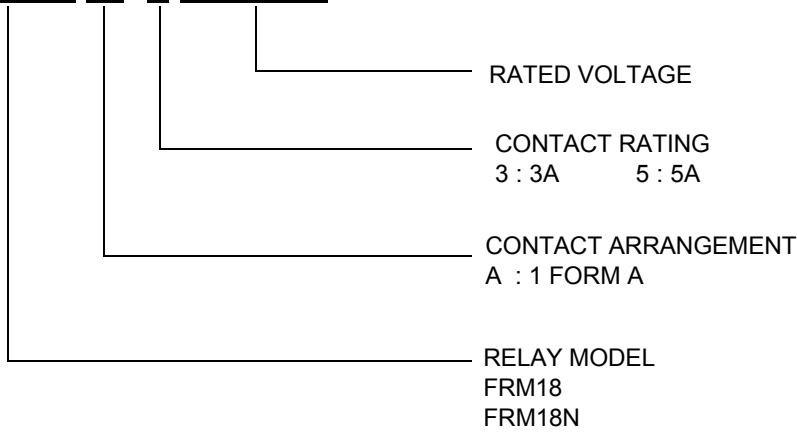 RATED VOLTAGE
CONTACT RATING
3 : 3A 5 : 5A
CONTACT ARRANGEMENT
A : 1 FORM A
RELAY MODEL
FRM18
FRM18N